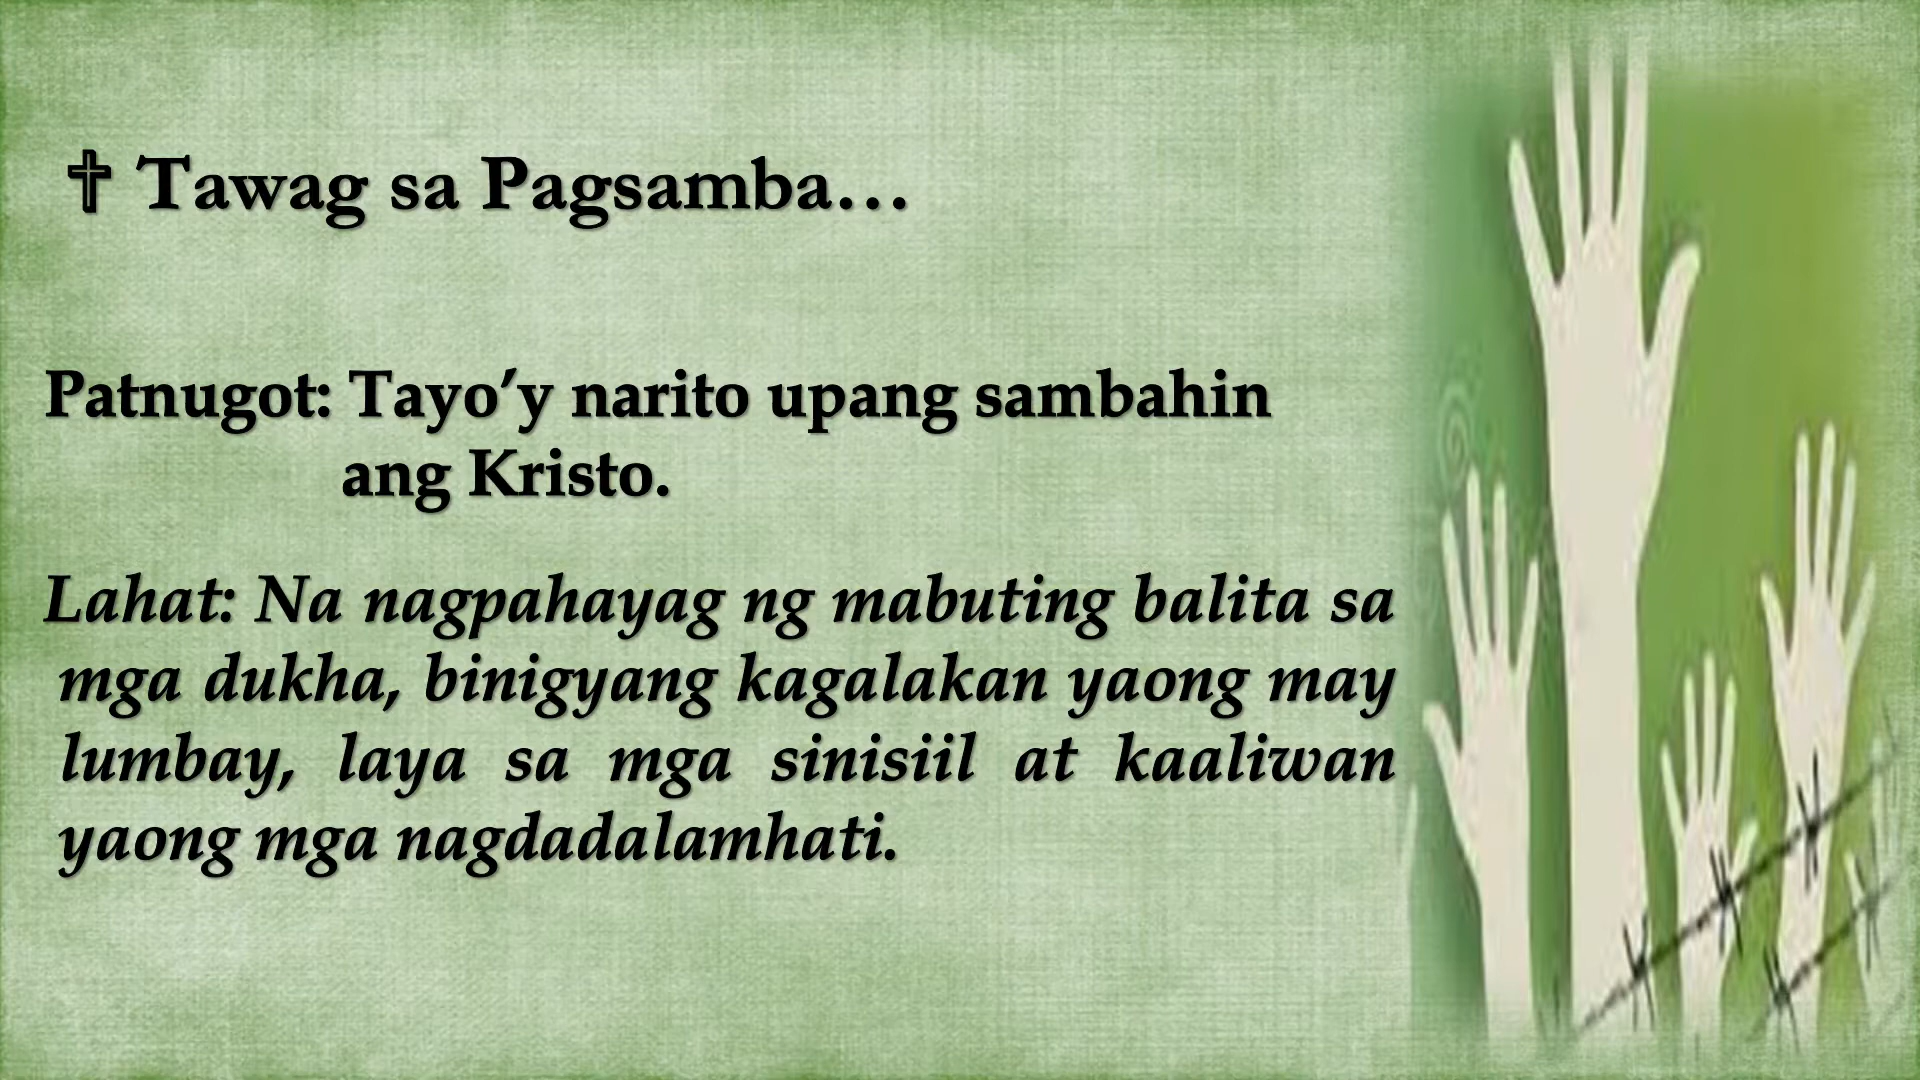 ✝ Tawag sa Pagsamba…
Patnugot: Tayo’y narito upang sambahin
ang Kristo.
Lahat: Na nagpahayag ng mabuting balita sa
mga dukha, binigyang kagalakan yaong may
lumbay, laya sa mga sinisiil at kaaliwan
yaong mga nagdadalamhati.